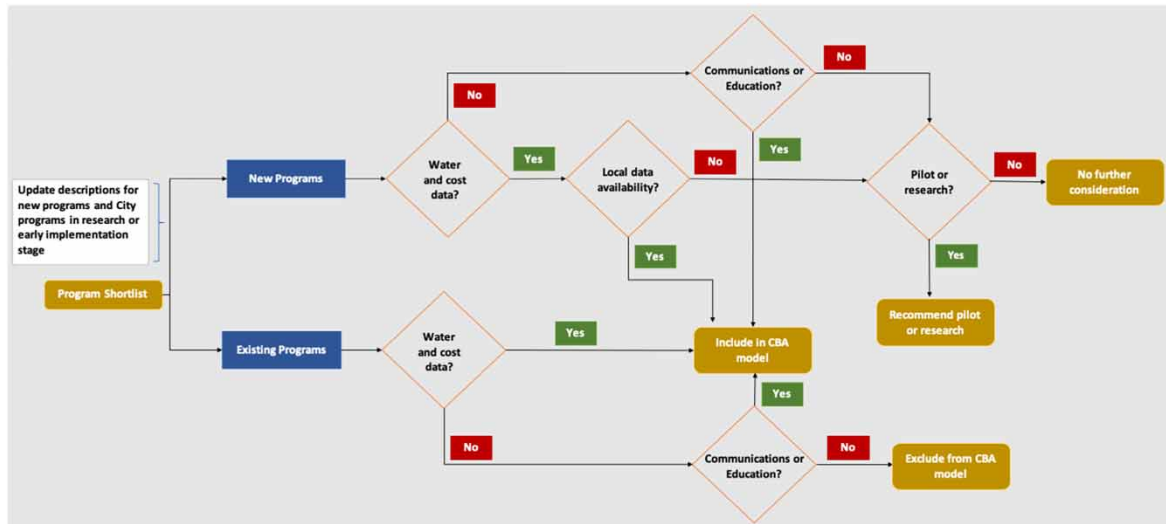 Communications or
Education?
No
No
Water
and cost
data?
Yes
Local data
availability?
No
Yes
Pilot or
research?
No
No further
consideration
New Programs
Update descriptions for
new programs and City
programs in research or
early implementation
stage
Yes
Yes
Program Shortlist
Recommend pilot
or research
Existing Programs
Water
and cost
data?
Yes
Include in CBA
model
Yes
No
Communications or
Education?
No
Exclude from CBA
model